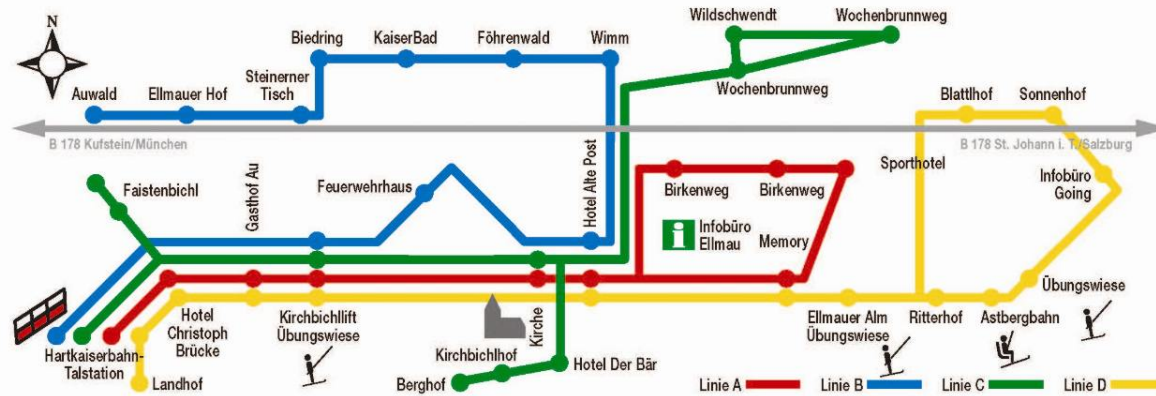 N
Auwald
Ellmauer Hof
Steinerner
Tisch
Biedring
KaiserBad
Föhrenwald
Wimm
Wildschwendt
Wochenbrunnweg
Wochenbrunnweg
Blattlhof
Sonnenhof
B 178 Kufstein/München
B 178 St. Johann i. T./Salzburg
Faistenbichl
Gasthof Au
Feuerwehrhaus
Hotel Alte Post
Birkenweg
Birkenweg
Sporthotel
Infobüro
Going
i
Infobüro
Ellmau
Memory
Hartkaiserbahn-
Talstation
Hotel
Christoph
Brücke
Kirchbichllift
Übungswiese
Kirche
Ellmauer Alm
Übungswiese
Ritterhof
Astbergbahn
Übungswiese
Landhof
Kirchbichlhof
Berghof
Hotel Der Bär
Linie A
Linie B
Linie C
Linie D